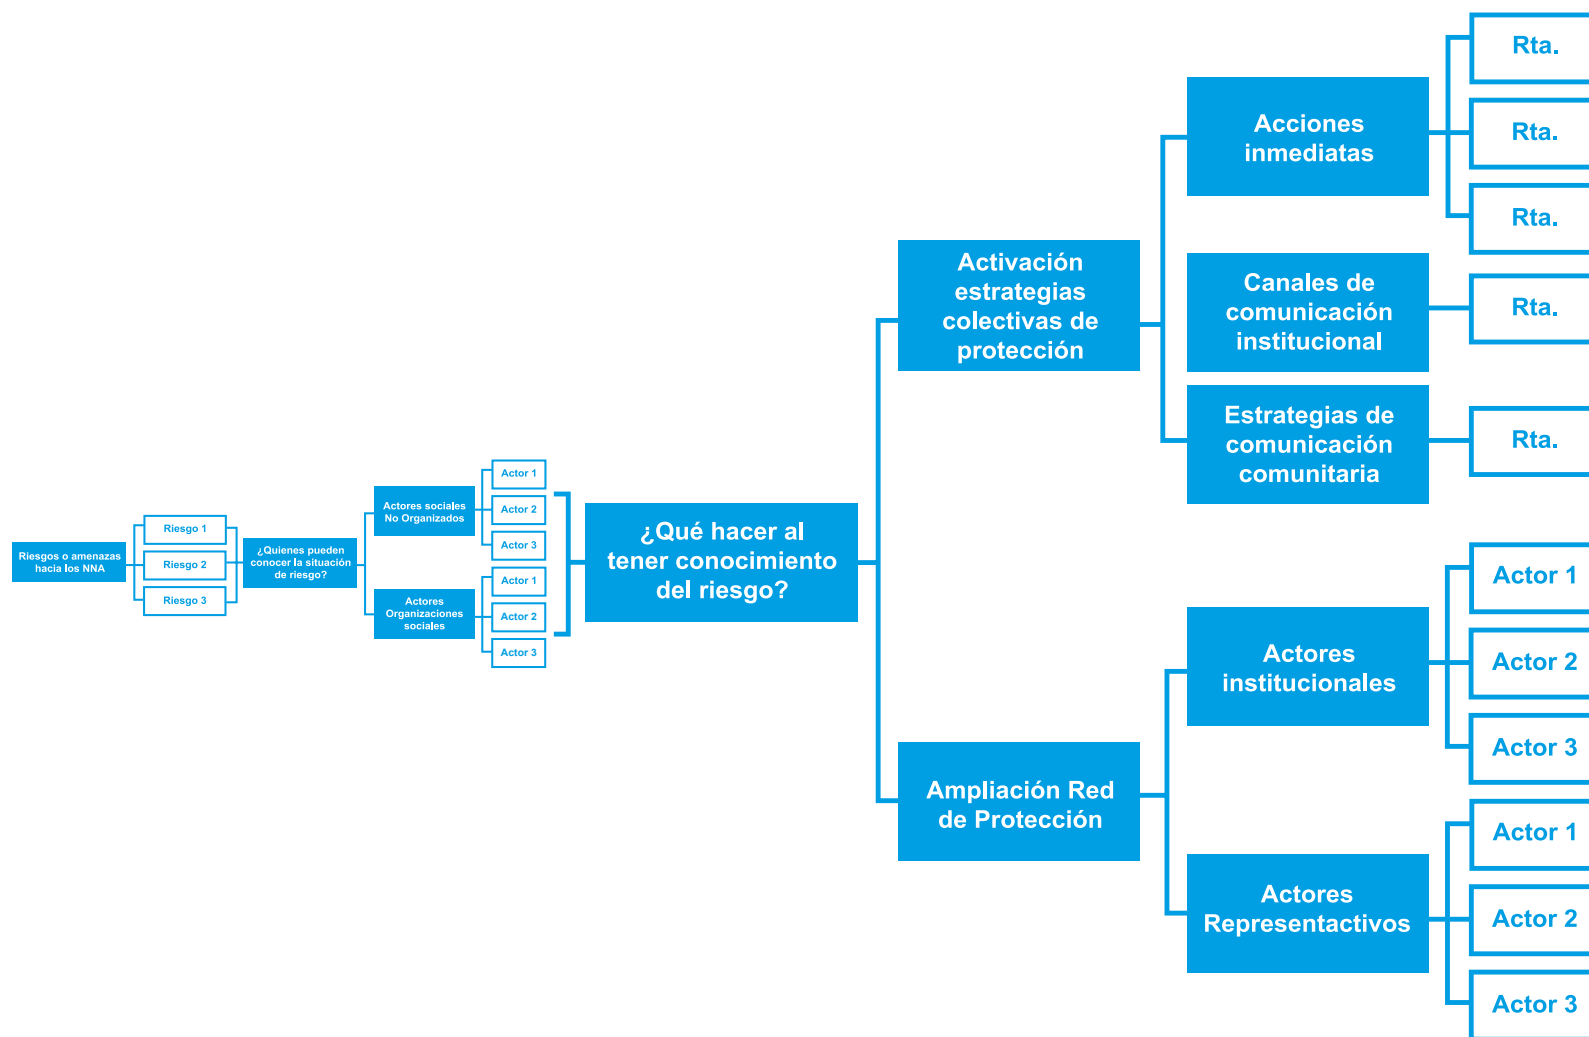 Riesgos o amenazas
hacia los NNA
Riesgo 1
Riesgo 2
Riesgo 3
¿Quienes pueden
conocer la situación
de riesgo?
Actores sociales
No Organizados
Actor 1
Actor 2
Actor 3
Actores
Organizaciones
sociales
Actor 1
Actor 2
Actor 3
¿Qué hacer al
tener conocimiento
del riesgo?
Activación
estrategias
colectivas de
protección
Acciones
inmediatas
Rta.
Rta.
Rta.
Canales de
comunicación
institucional
Rta.
Estrategias de
comunicación
comunitaria
Rta.
Ampliación Red
de Protección
Actores
institucionales
Actor 1
Actor 2
Actor 3
Actores
Representactivos
Actor 1
Actor 2
Actor 3